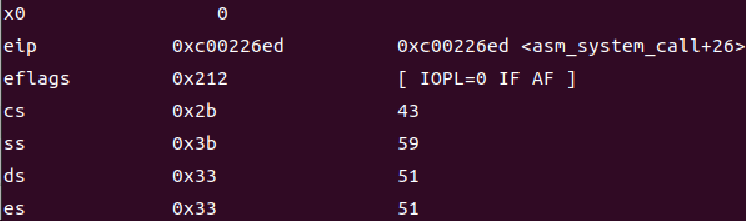 x0 0
eip 0xc00226ed 0xc00226ed <asm_system_call+26>
eflags 0x212 [ IOPL=0 IF AF ]
cs 0x2b 43
ss 0x3b 59
ds 0x33 51
es 0x33 51